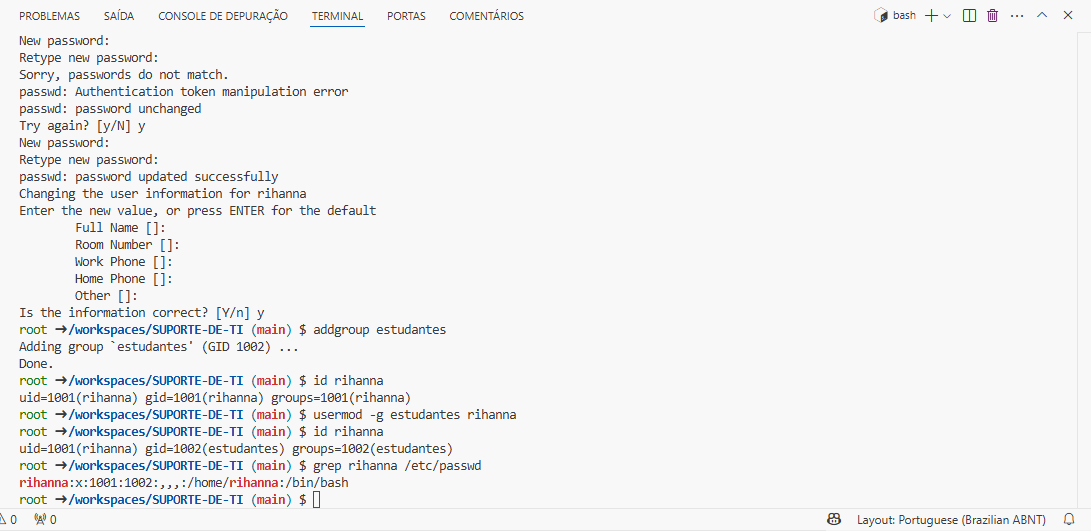 PROBLEMAS SAÍDA CONSOLE DE DEPURAÇÃO TERMINAL PORTAS COMENTÁRIOS bash
New password:
Retype new password:
Sorry, passwords do not match.
passwd: Authentication token manipulation error
passwd: password unchanged
Try again? [y/N] y
New password:
Retype new password:
passwd: password updated successfully
Changing the user information for rihanna
Enter the new value, or press ENTER for the default
Full Name []:
Room Number []:
Work Phone []:
Home Phone []:
Other []:
Is the information correct? [Y/n] y
root ➜/workspaces/SUPORTE-DE-TI (main) $ addgroup estudantes
Adding group `estudantes' (GID 1002) ...
Done.
root ➜/workspaces/SUPORTE-DE-TI (main) $ id rihanna
uid=1001(rihanna) gid=1001(rihanna) groups=1001(rihanna)
root ➜/workspaces/SUPORTE-DE-TI (main) $ usermod -g estudantes rihanna
root ➜/workspaces/SUPORTE-DE-TI (main) $ id rihanna
uid=1001(rihanna) gid=1002(estudantes) groups=1002(estudantes)
root ➜/workspaces/SUPORTE-DE-TI (main) $ grep rihanna /etc/passwd
rihanna:x:1001:1002:,,,:/home/rihanna:/bin/bash
root ➜/workspaces/SUPORTE-DE-TI (main) $
0 0 Layout: Portuguese (Brazilian ABNT)